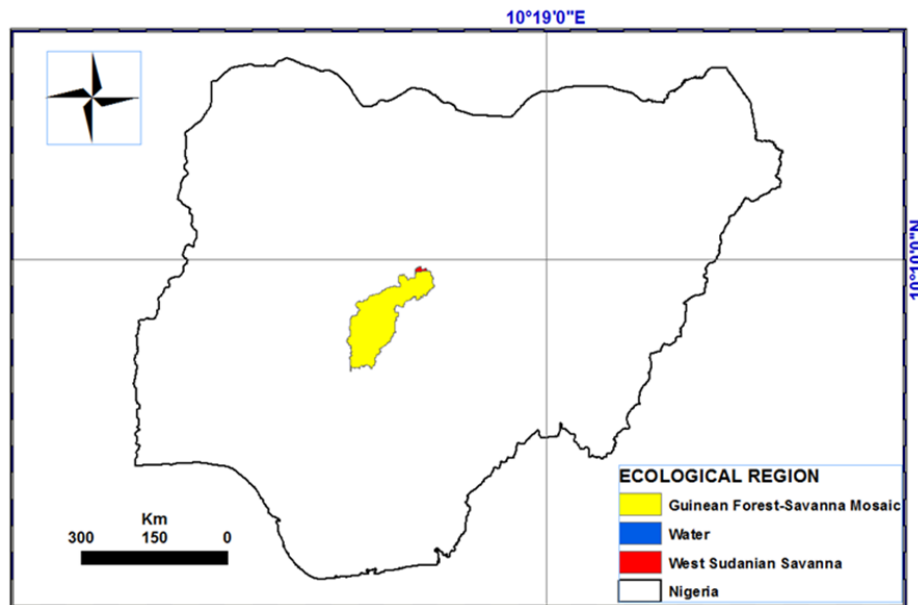 10°19'0"E
10°10'0"N
Km
300 150 0
ECOLOGICAL REGION
Guinean Forest-Savanna Mosaic
Water
West Sudanian Savanna
Nigeria